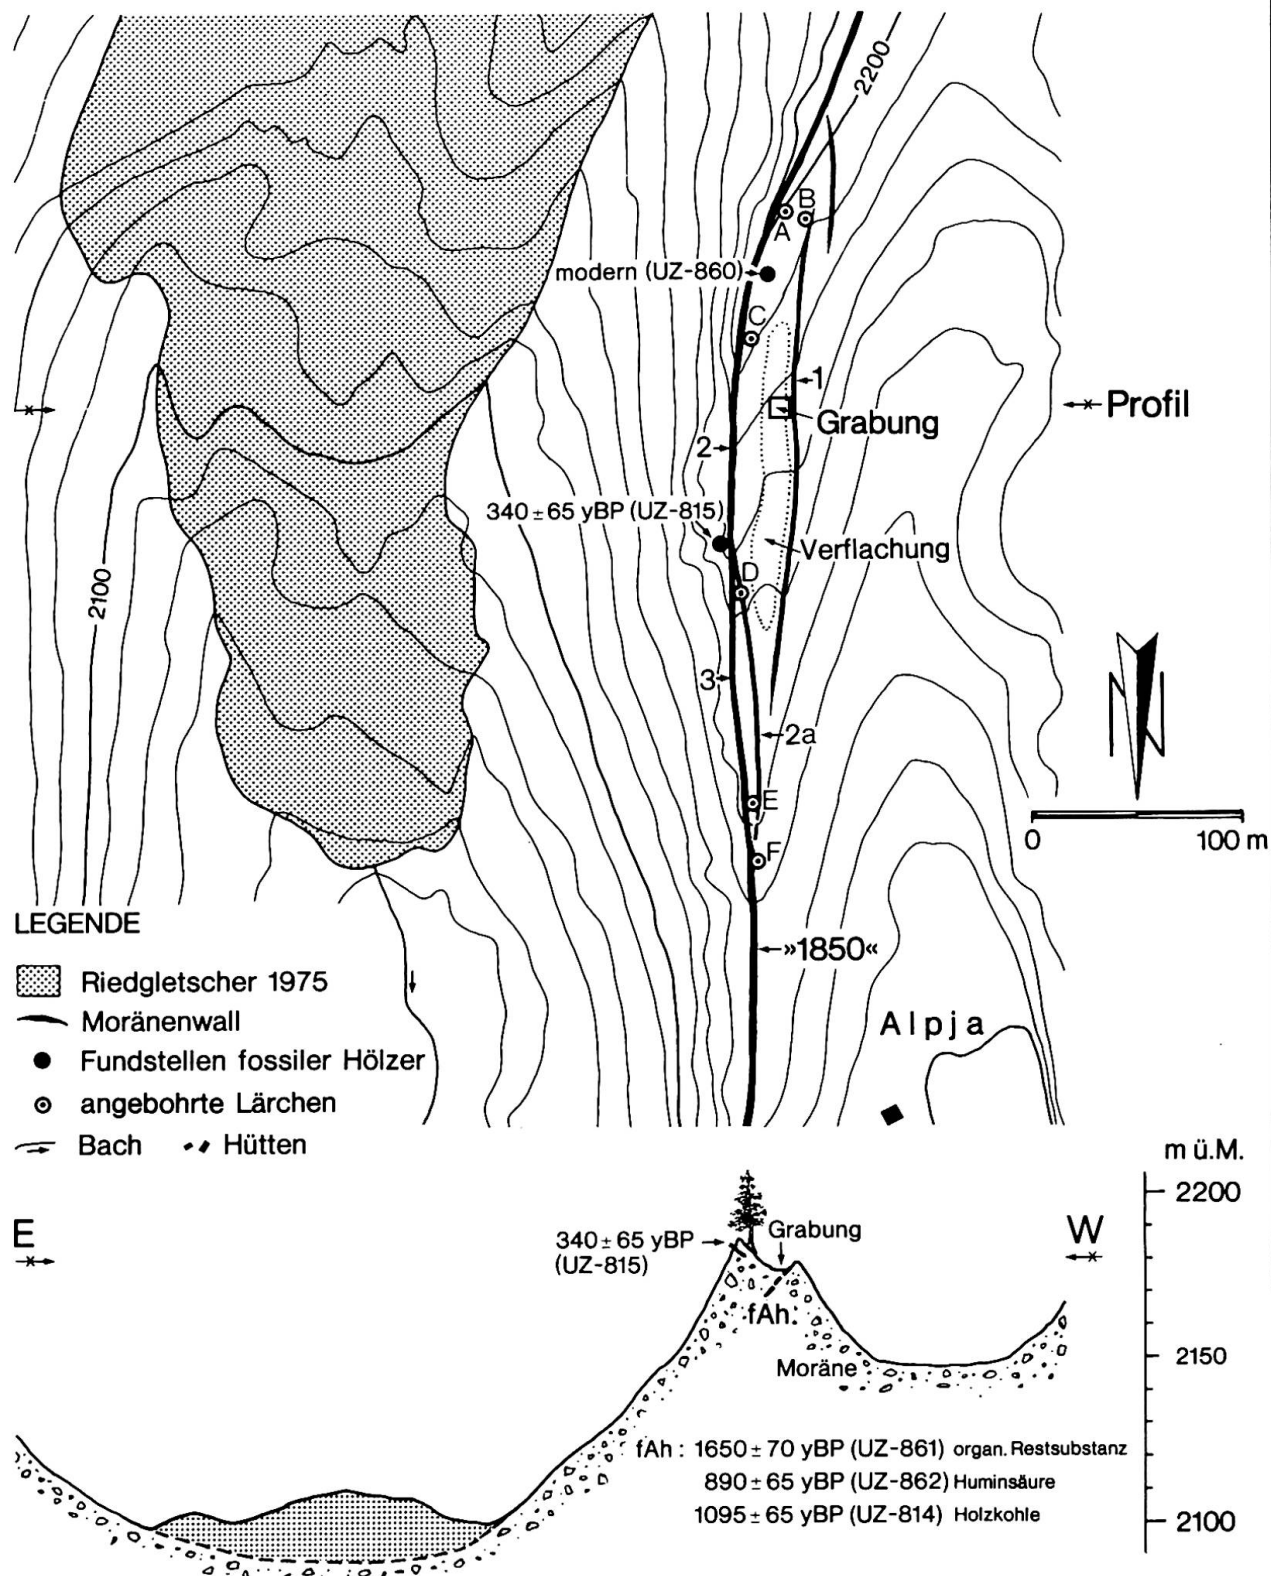 2200
B
A
modern (UZ-860)
C
1
Profil
Grabung
2
340 ± 65 yBP (UZ-815)
Verflachung
2100
D
3
N
2a
E
0 100 m
F
LEGENDE
»1850«
Riedgletscher 1975
Moränenwall
Alpja
Fundstellen fossiler Hölzer
angebohrte Lärchen
Bach Hütten
m ü.M.
2200
E
W
340 ± 65 yBP
(UZ-815)
Grabung
fAh.
Moräne
2150
fAh : 1650 ± 70 yBP (UZ-861) organ. Restsubstanz
890 ± 65 yBP (UZ-862) Huminsäure
1095 ± 65 yBP (UZ-814) Holzkohle
2100